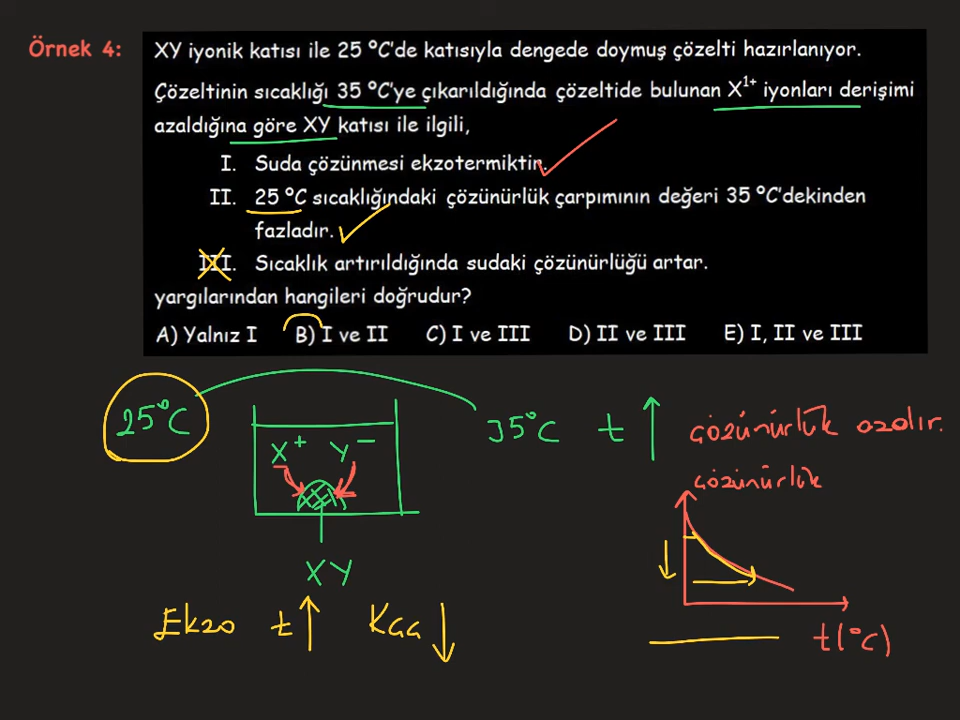 Örnek 4:
XY iyonik katısı ile 25 °C'de katısıyla dengede doymuş çözelti hazırlanıyor.
Çözeltinin sıcaklığı 35 °C'ye çıkarıldığında çözeltide bulunan X¹⁺ iyonları derişimi
azaldığına göre XY katısı ile ilgili,
I. Suda çözünmesi ekzotermiktir.
II. 25 °C sıcaklığındaki çözünürlük çarpımının değeri 35 °C'dekinden
fazladır.
III. Sıcaklık artırıldığında sudaki çözünürlüğü artar.
yargılarından hangileri doğrudur?
A) Yalnız I B) I ve II C) I ve III D) II ve III E) I, II ve III
25°C
X⁺ Y⁻
XY
35°C t ↑ çözünürlük azalır.
çözünürlük
t(°C)
Ekzo t ↑ Kçç ↓